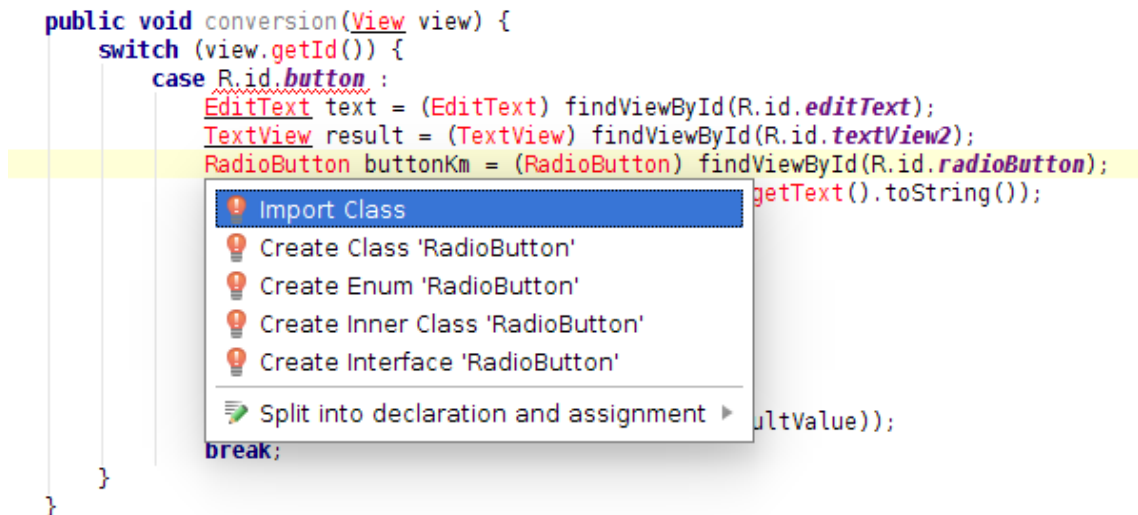 public void conversion(View view) {
switch (view.getId()) {
case R.id.button :
EditText text = (EditText) findViewById(R.id.editText);
TextView result = (TextView) findViewById(R.id.textView2);
RadioButton buttonKm = (RadioButton) findViewById(R.id.radioButton);
getText().toString());
Import Class
Create Class 'RadioButton'
Create Enum 'RadioButton'
Create Inner Class 'RadioButton'
Create Interface 'RadioButton'
Split into declaration and assignment
ultValue));
break;
}
}